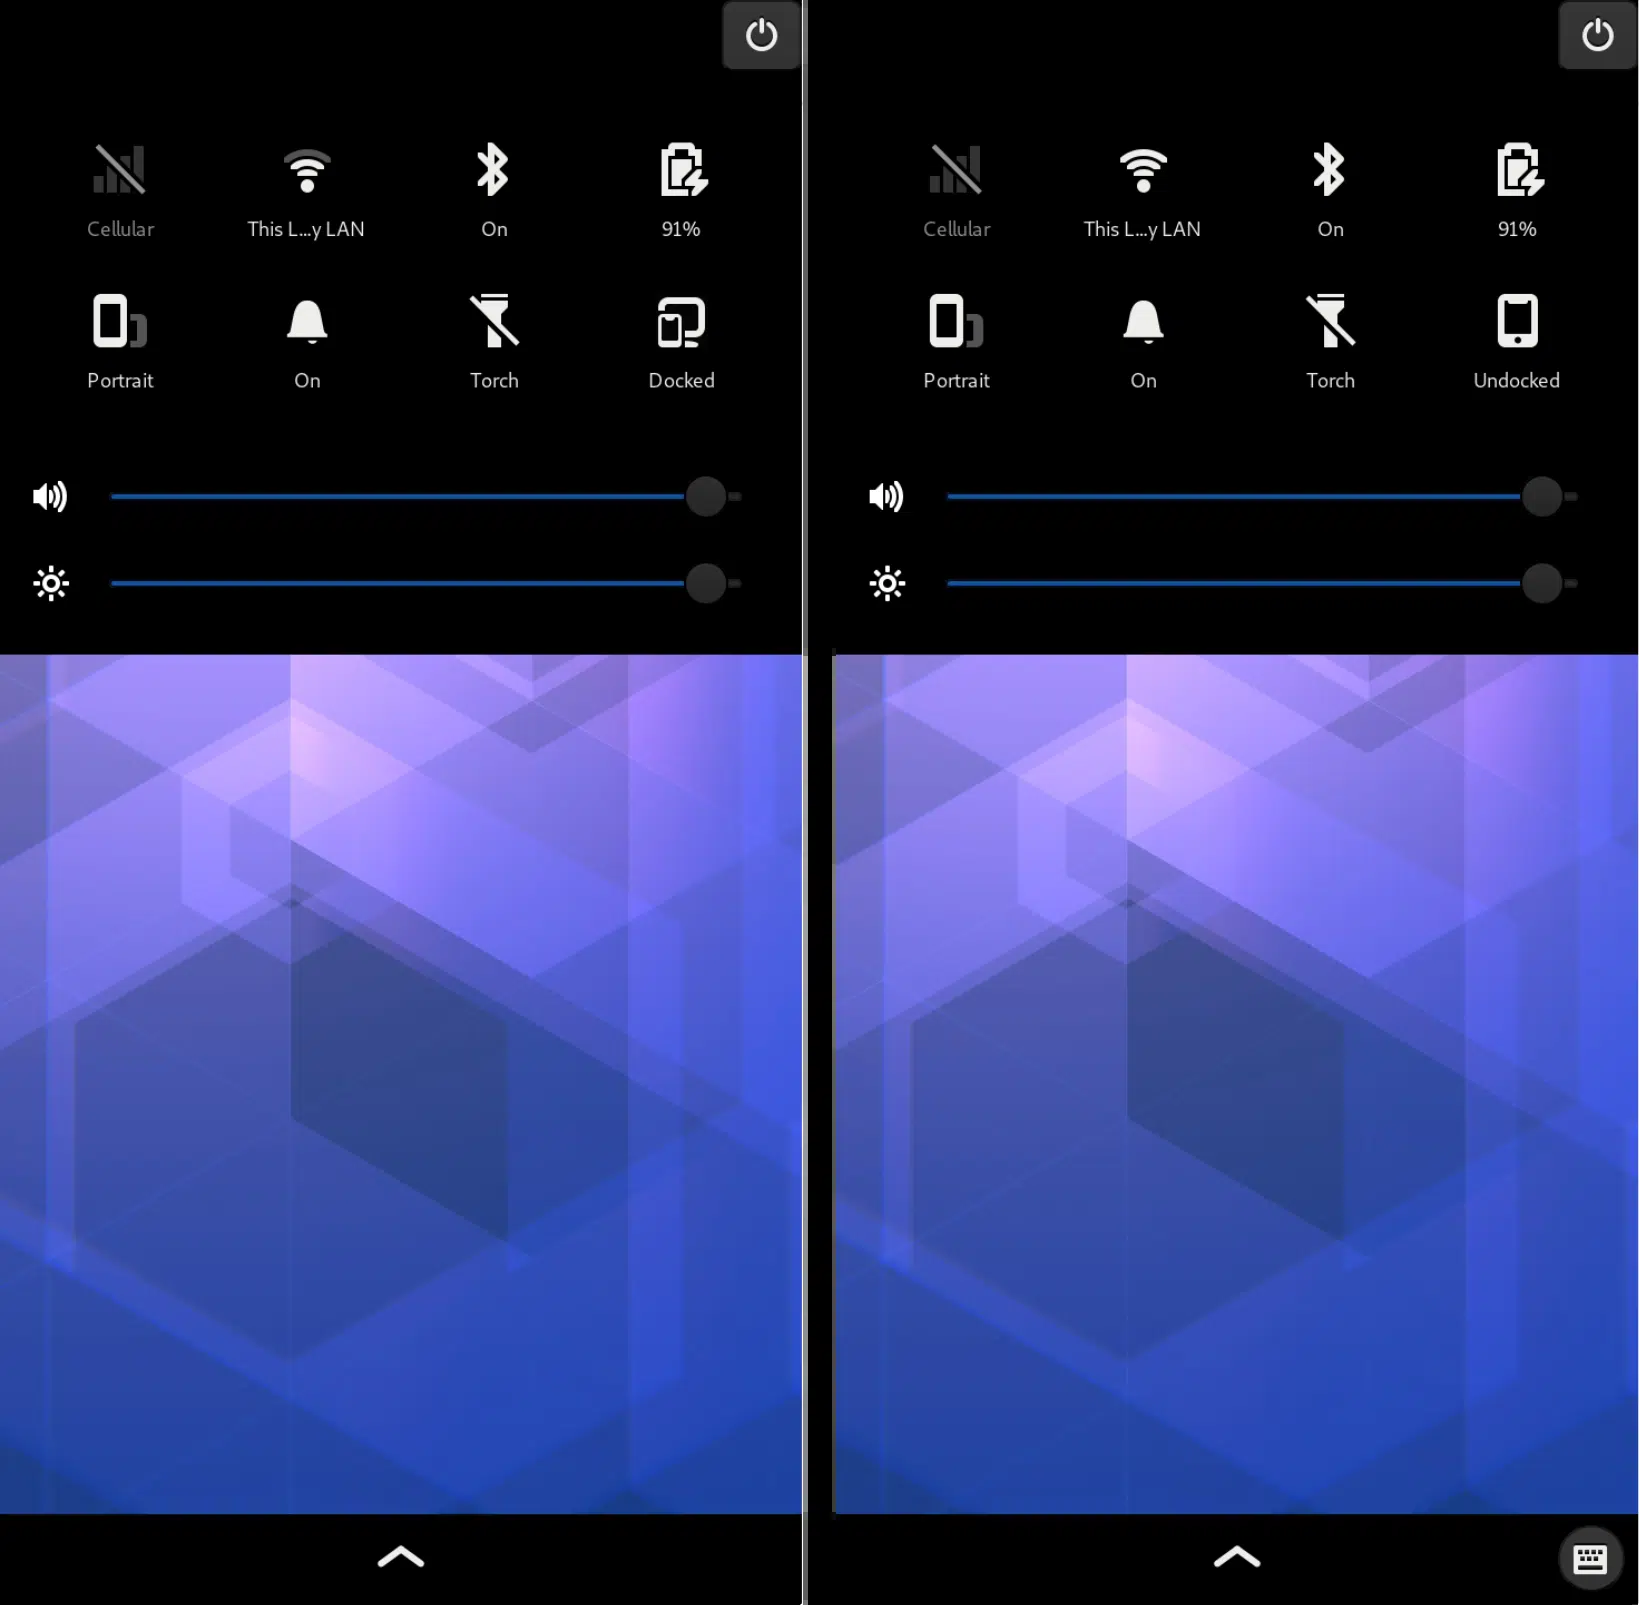 Cellular This L...y LAN On 91%
Portrait On Torch Docked
Cellular This L...y LAN On 91%
Portrait On Torch Undocked